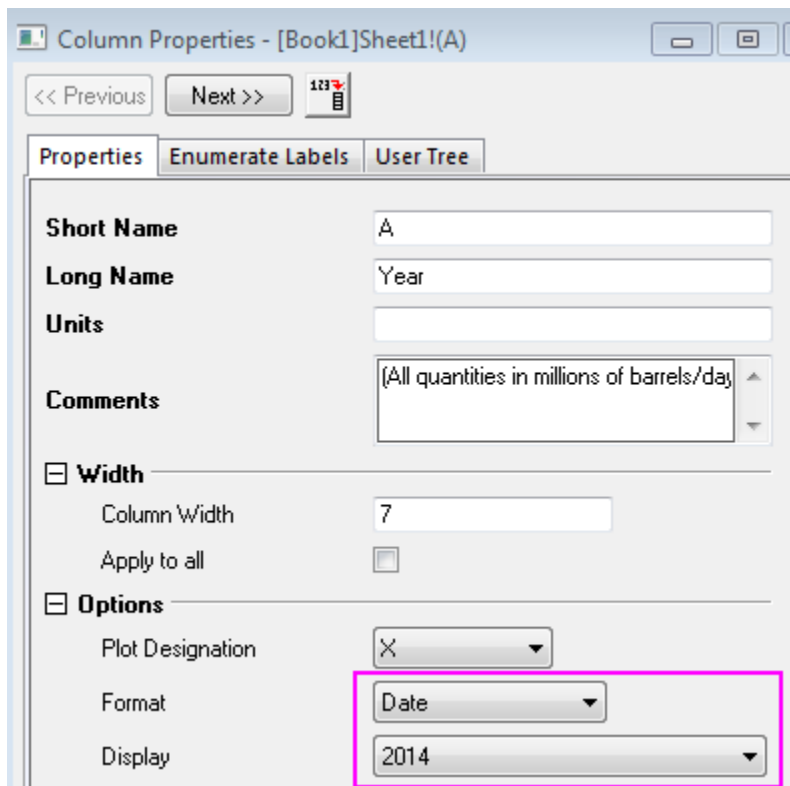 Column Properties - [Book1]Sheet1!(A)
<< Previous Next >> 123
Properties Enumerate Labels User Tree
Short Name A
Long Name Year
Units
Comments (All quantities in millions of barrels/day
Width
Column Width 7
Apply to all
Options
Plot Designation X
Format Date
Display 2014